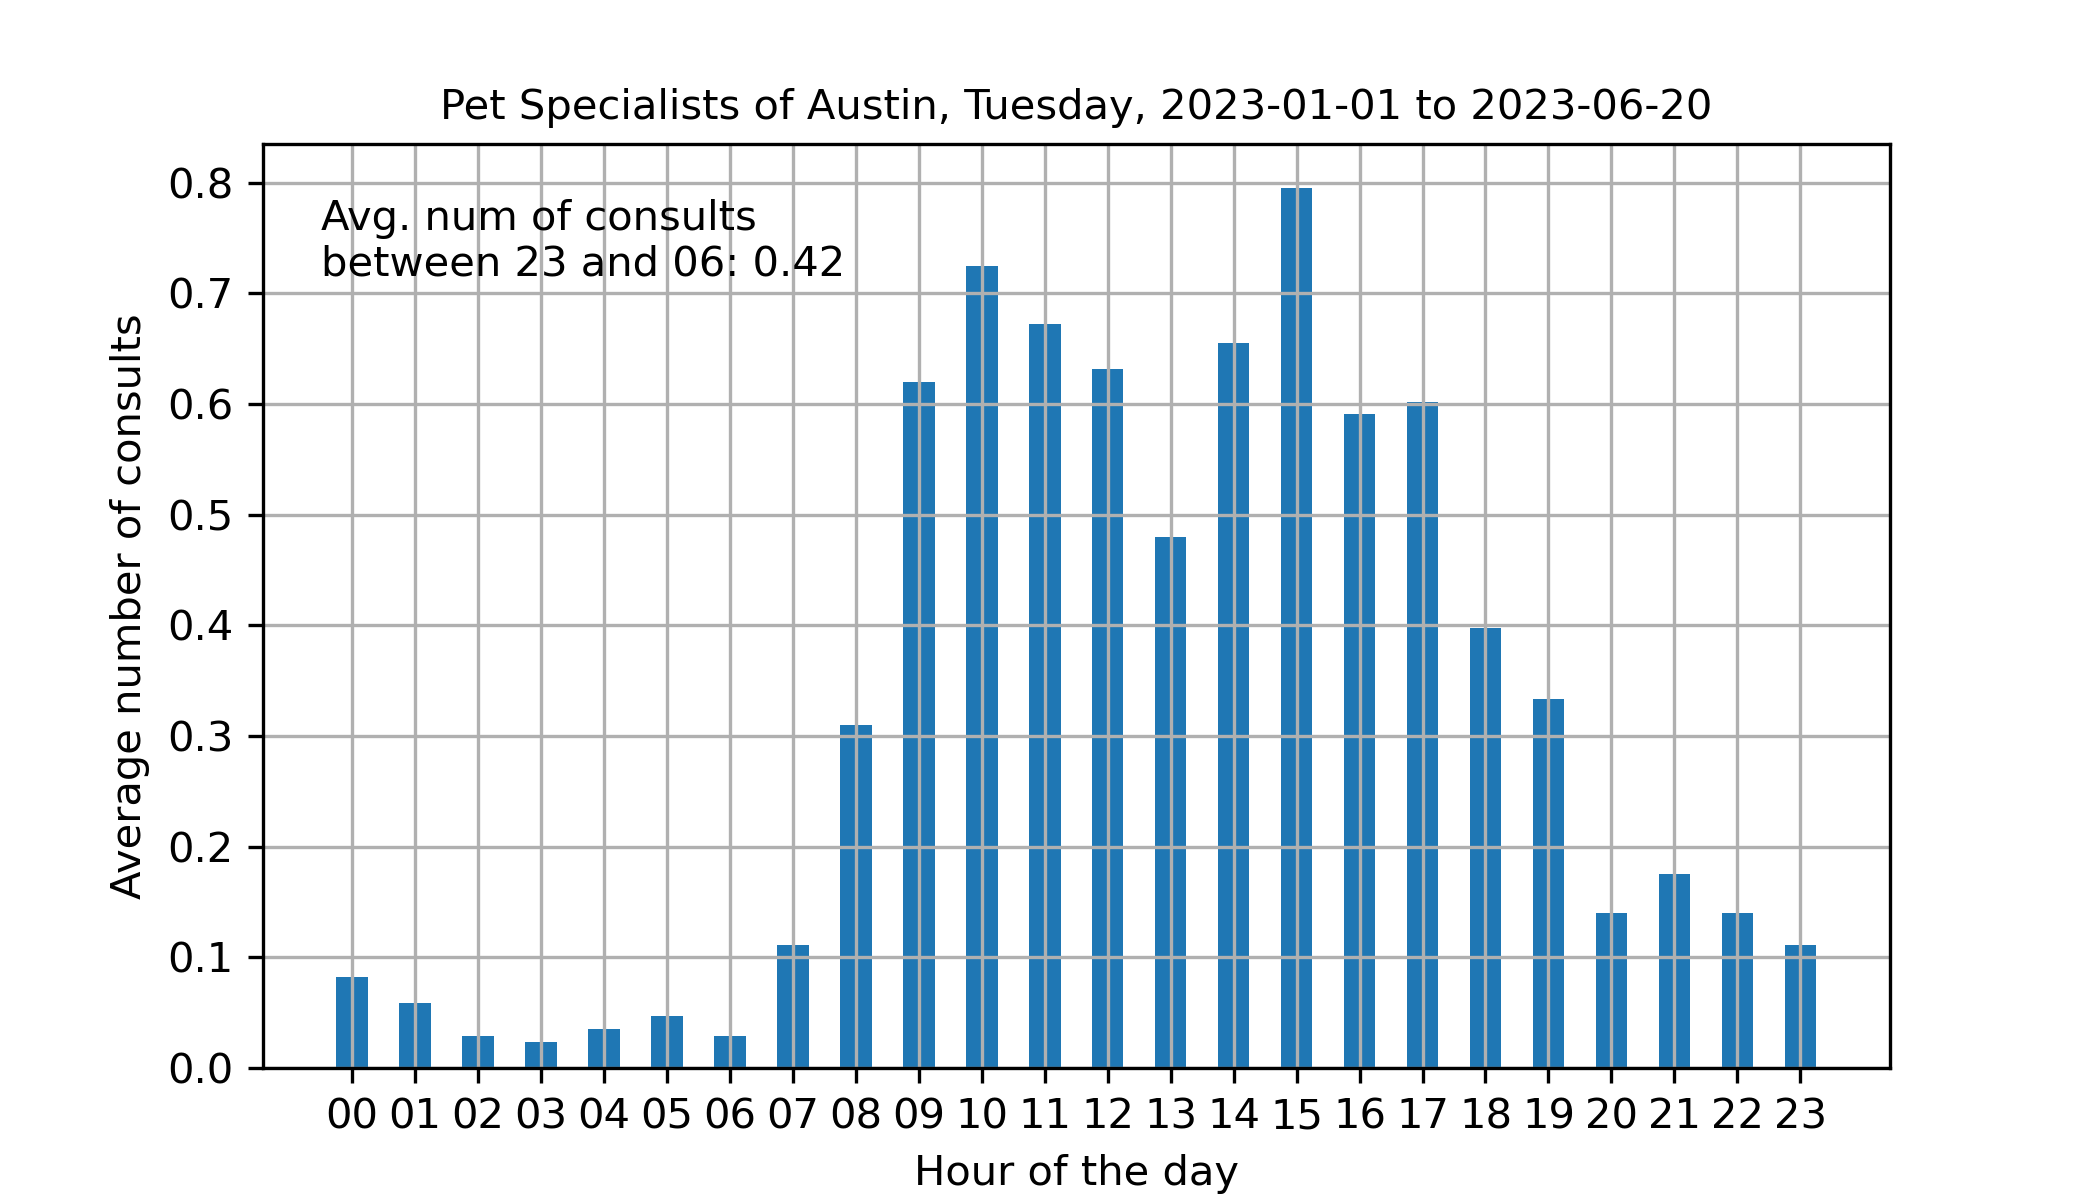 Pet Specialists of Austin, Tuesday, 2023-01-01 to 2023-06-20
Avg. num of consults
between 23 and 06: 0.42
Average number of consults
0.8
0.7
0.6
0.5
0.4
0.3
0.2
0.1
0.0
00 01 02 03 04 05 06 07 08 09 10 11 12 13 14 15 16 17 18 19 20 21 22 23
Hour of the day